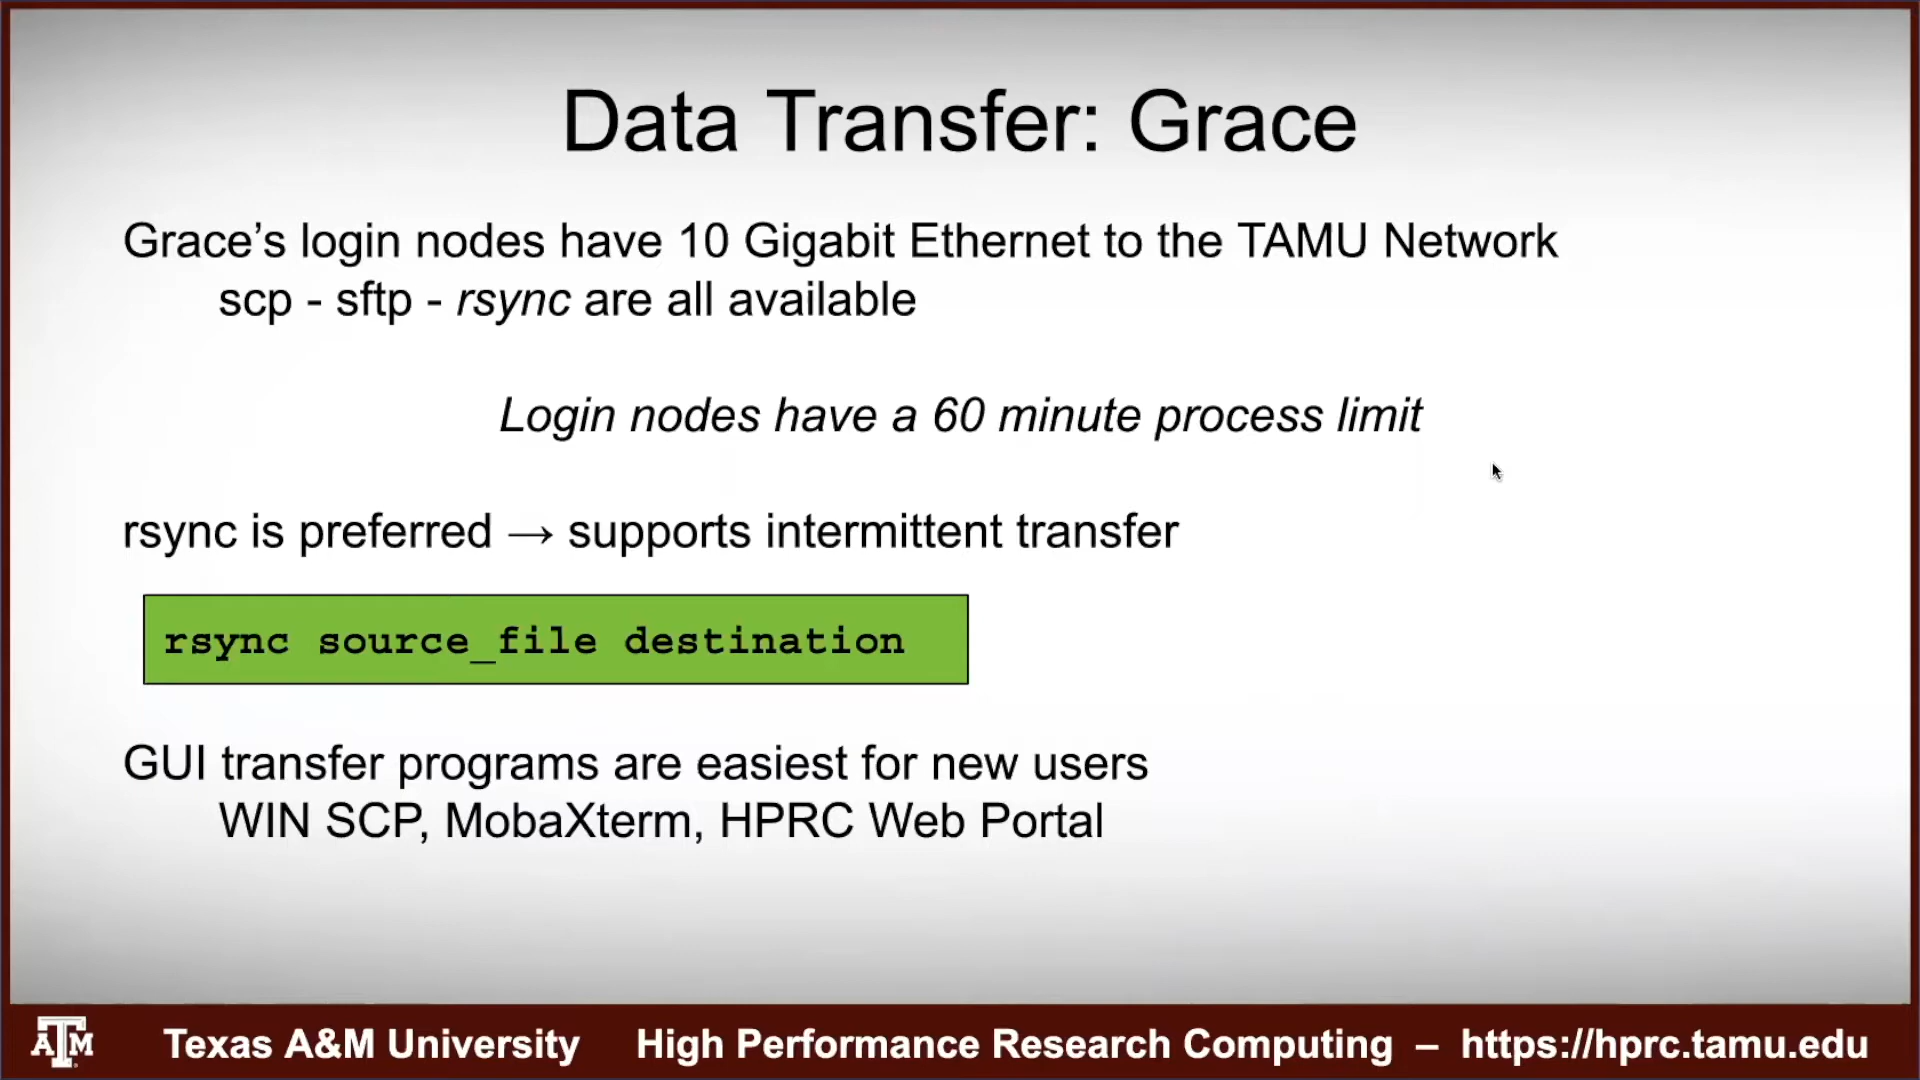 Data Transfer: Grace
Grace’s login nodes have 10 Gigabit Ethernet to the TAMU Network
scp - sftp - rsync are all available
Login nodes have a 60 minute process limit
rsync is preferred → supports intermittent transfer
rsync source_file destination
GUI transfer programs are easiest for new users
WIN SCP, MobaXterm, HPRC Web Portal
ATM Texas A&M University High Performance Research Computing – https://hprc.tamu.edu